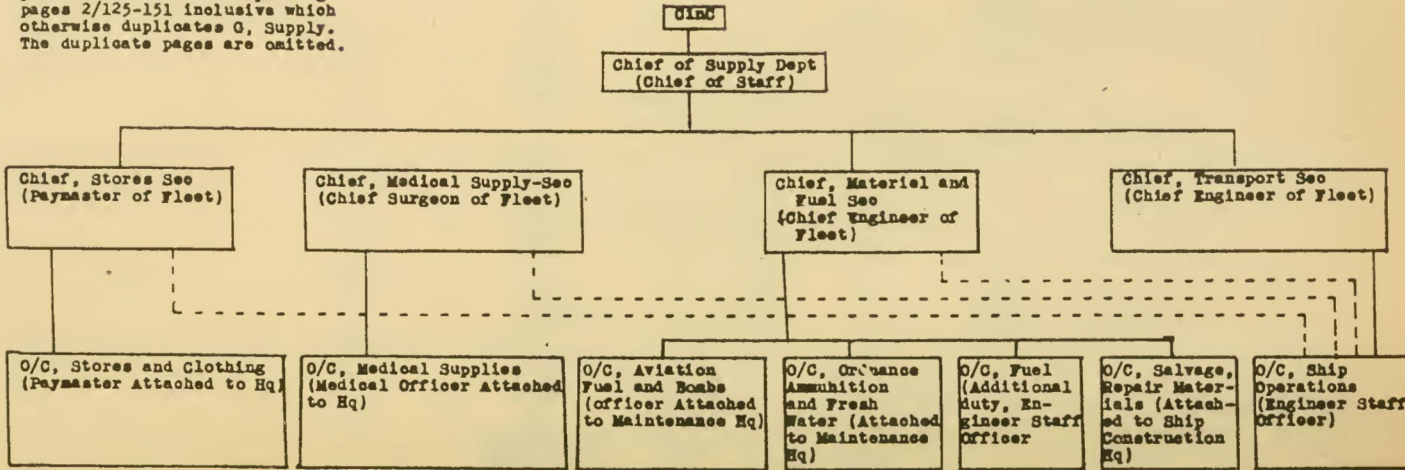 pages 2/125-151 inclusive which
otherwise duplicates G, Supply.
The duplicate pages are omitted.
CinC
Chief of Supply Dept
(Chief of Staff)
Chief, Stores Sec
(Paymaster of Fleet)
Chief, Medical Supply-Sec
(Chief Surgeon of Fleet)
Chief, Materiel and
Fuel Sec
(Chief Engineer of
Fleet)
Chief, Transport Sec
(Chief Engineer of Fleet)
O/C, Stores and Clothing
(Paymaster Attached to Hq)
O/C, Medical Supplies
(Medical Officer Attached
to Hq)
O/C, Aviation
Fuel and Bombs
(officer Attached
to Maintenance Hq)
O/C, Ordnance
Ammunition
and Fresh
Water (Attached
to Maintenance
Hq)
O/C, Fuel
(Additional
duty, En-
gineer Staff
Officer
O/C, Salvage,
Repair Mater-
ials (Attach-
ed to Ship
Construction
Hq)
O/C, Ship
Operations
(Engineer Staff
Officer)